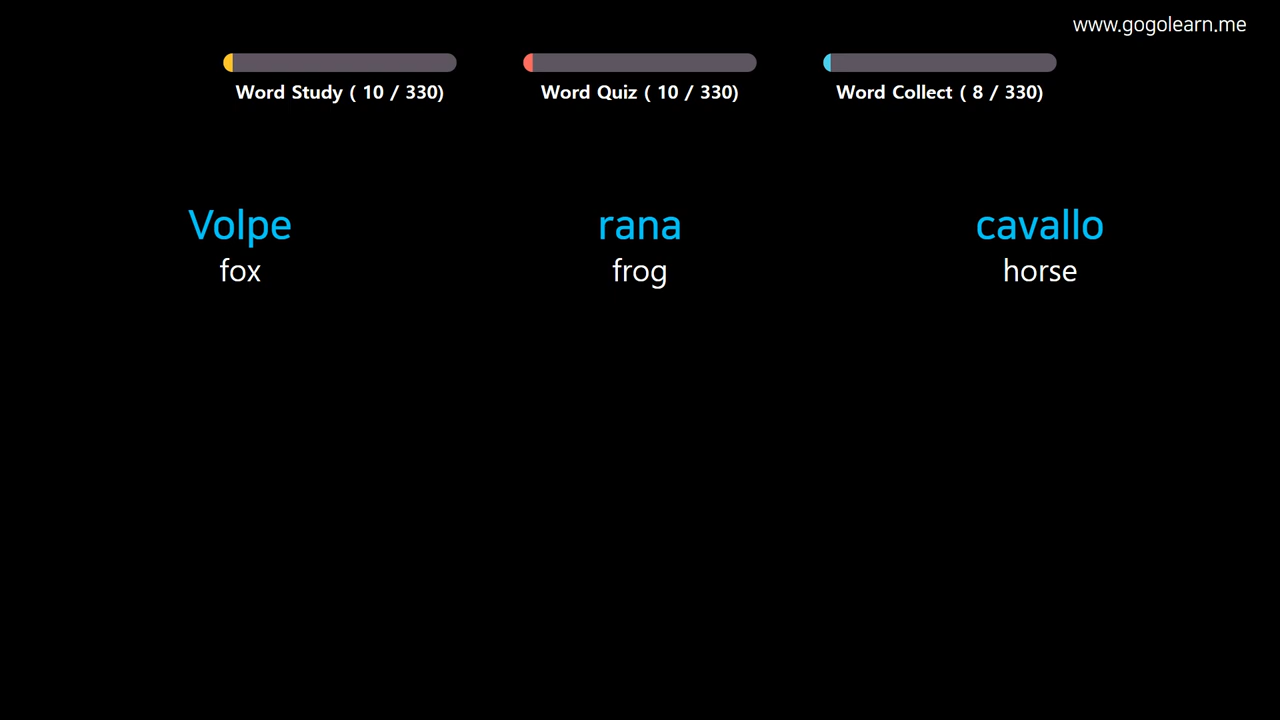 www.gogolearn.me
Word Study ( 10 / 330)
Word Quiz ( 10 / 330)
Word Collect ( 8 / 330)
Volpe
fox
rana
frog
cavallo
horse